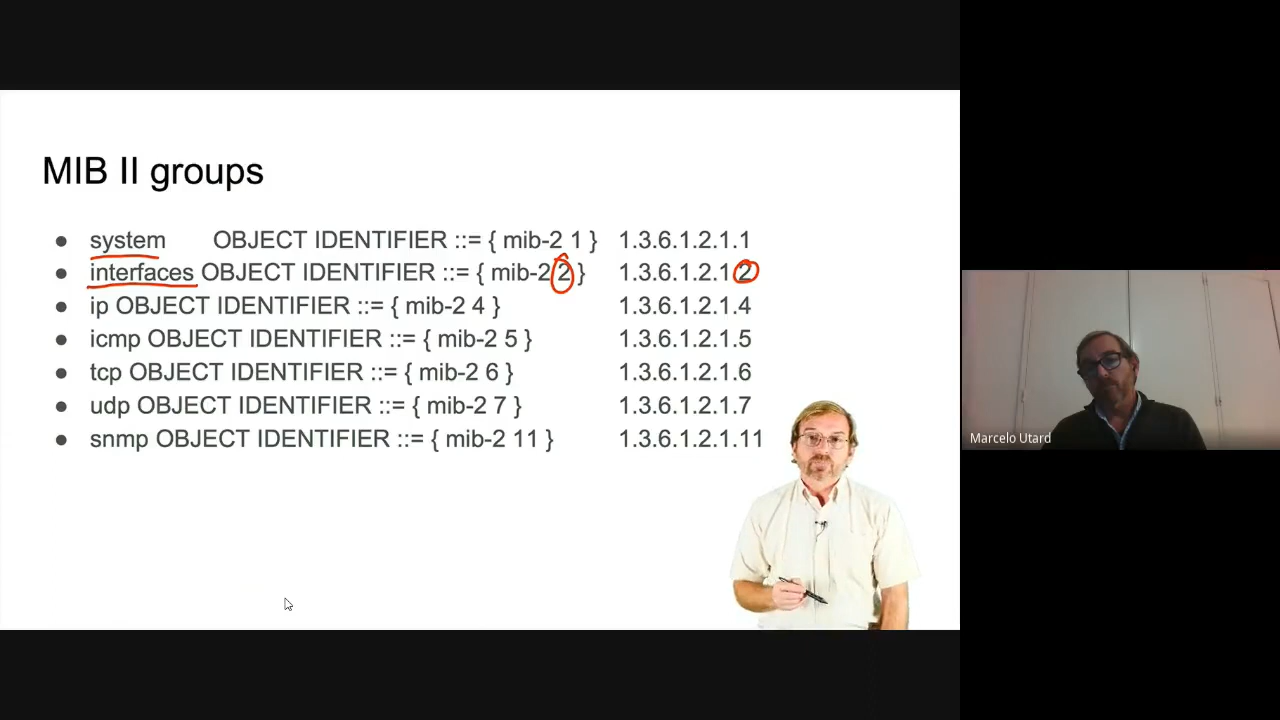 MIB II groups
● system OBJECT IDENTIFIER ::= { mib-2 1 } 1.3.6.1.2.1.1
● interfaces OBJECT IDENTIFIER ::= { mib-2 2 } 1.3.6.1.2.1.2
● ip OBJECT IDENTIFIER ::= { mib-2 4 } 1.3.6.1.2.1.4
● icmp OBJECT IDENTIFIER ::= { mib-2 5 } 1.3.6.1.2.1.5
● tcp OBJECT IDENTIFIER ::= { mib-2 6 } 1.3.6.1.2.1.6
● udp OBJECT IDENTIFIER ::= { mib-2 7 } 1.3.6.1.2.1.7
● snmp OBJECT IDENTIFIER ::= { mib-2 11 } 1.3.6.1.2.1.11
Marcelo Utard